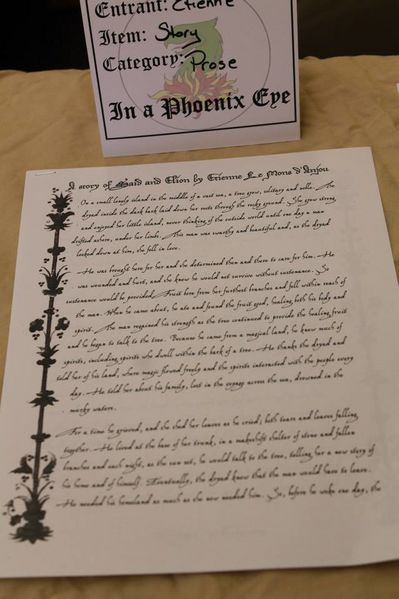 Entrant: Etienne
Item: Story
Category: Prose
In a Phoenix Eye
A story of Said and Elion by Etienne Le Mons d'Anjou
On a small lonely island in the middle of a vast sea, a tree grew, solitary and The
dryad inside the dark bark laid down her roots through the rocky ground. She grew strong
and enjoyed her little island, never thinking of the outside world until one day a man
drifted ashore, under her limbs. This man was worthy and beautiful and, as the dryad
looked down at him, she fell in love.
He was brought here for her and she determined then and there to care for him. He
was wounded and hurt, and she knew he would not survive without sustenance. So
sustenance would be provided. Fruit bore from her furthest branches and fell within reach of
the man. When he came about, he ate and found the fruit good, healing both his body and
spirit. The man regained his strength as the tree continued to provide the healing fruit
and he began to talk to the tree. Because he came from a magical land, he knew much of
spirits, including spirits who dwell within the bark of a tree. He thanks the dryad and
told her of his land, where magic flowed freely and the spirits interacted with the people every
day. He told her about his family, lost in the voyage across the sea, drowned in the
murky waters.
For a time he grieved, and she shed her leaves as he cried; both tears and leaves falling
together. He lived at the base of her trunk, in a makeshift shelter of stone and fallen
branches and each night, as the sun set, he would talk to the tree, telling her a new story of
his home and of himself. Eventually, the dryad knew that the man would have to leave.
He needed his homeland as much as she now needed him. So, before he woke one day, the